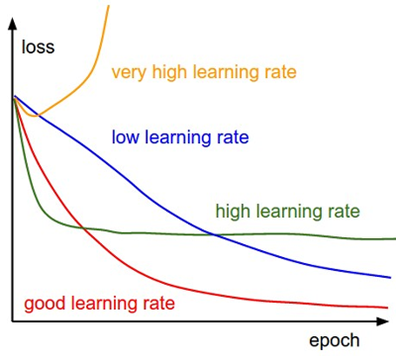 loss
very high learning rate
low learning rate
high learning rate
good learning rate
epoch